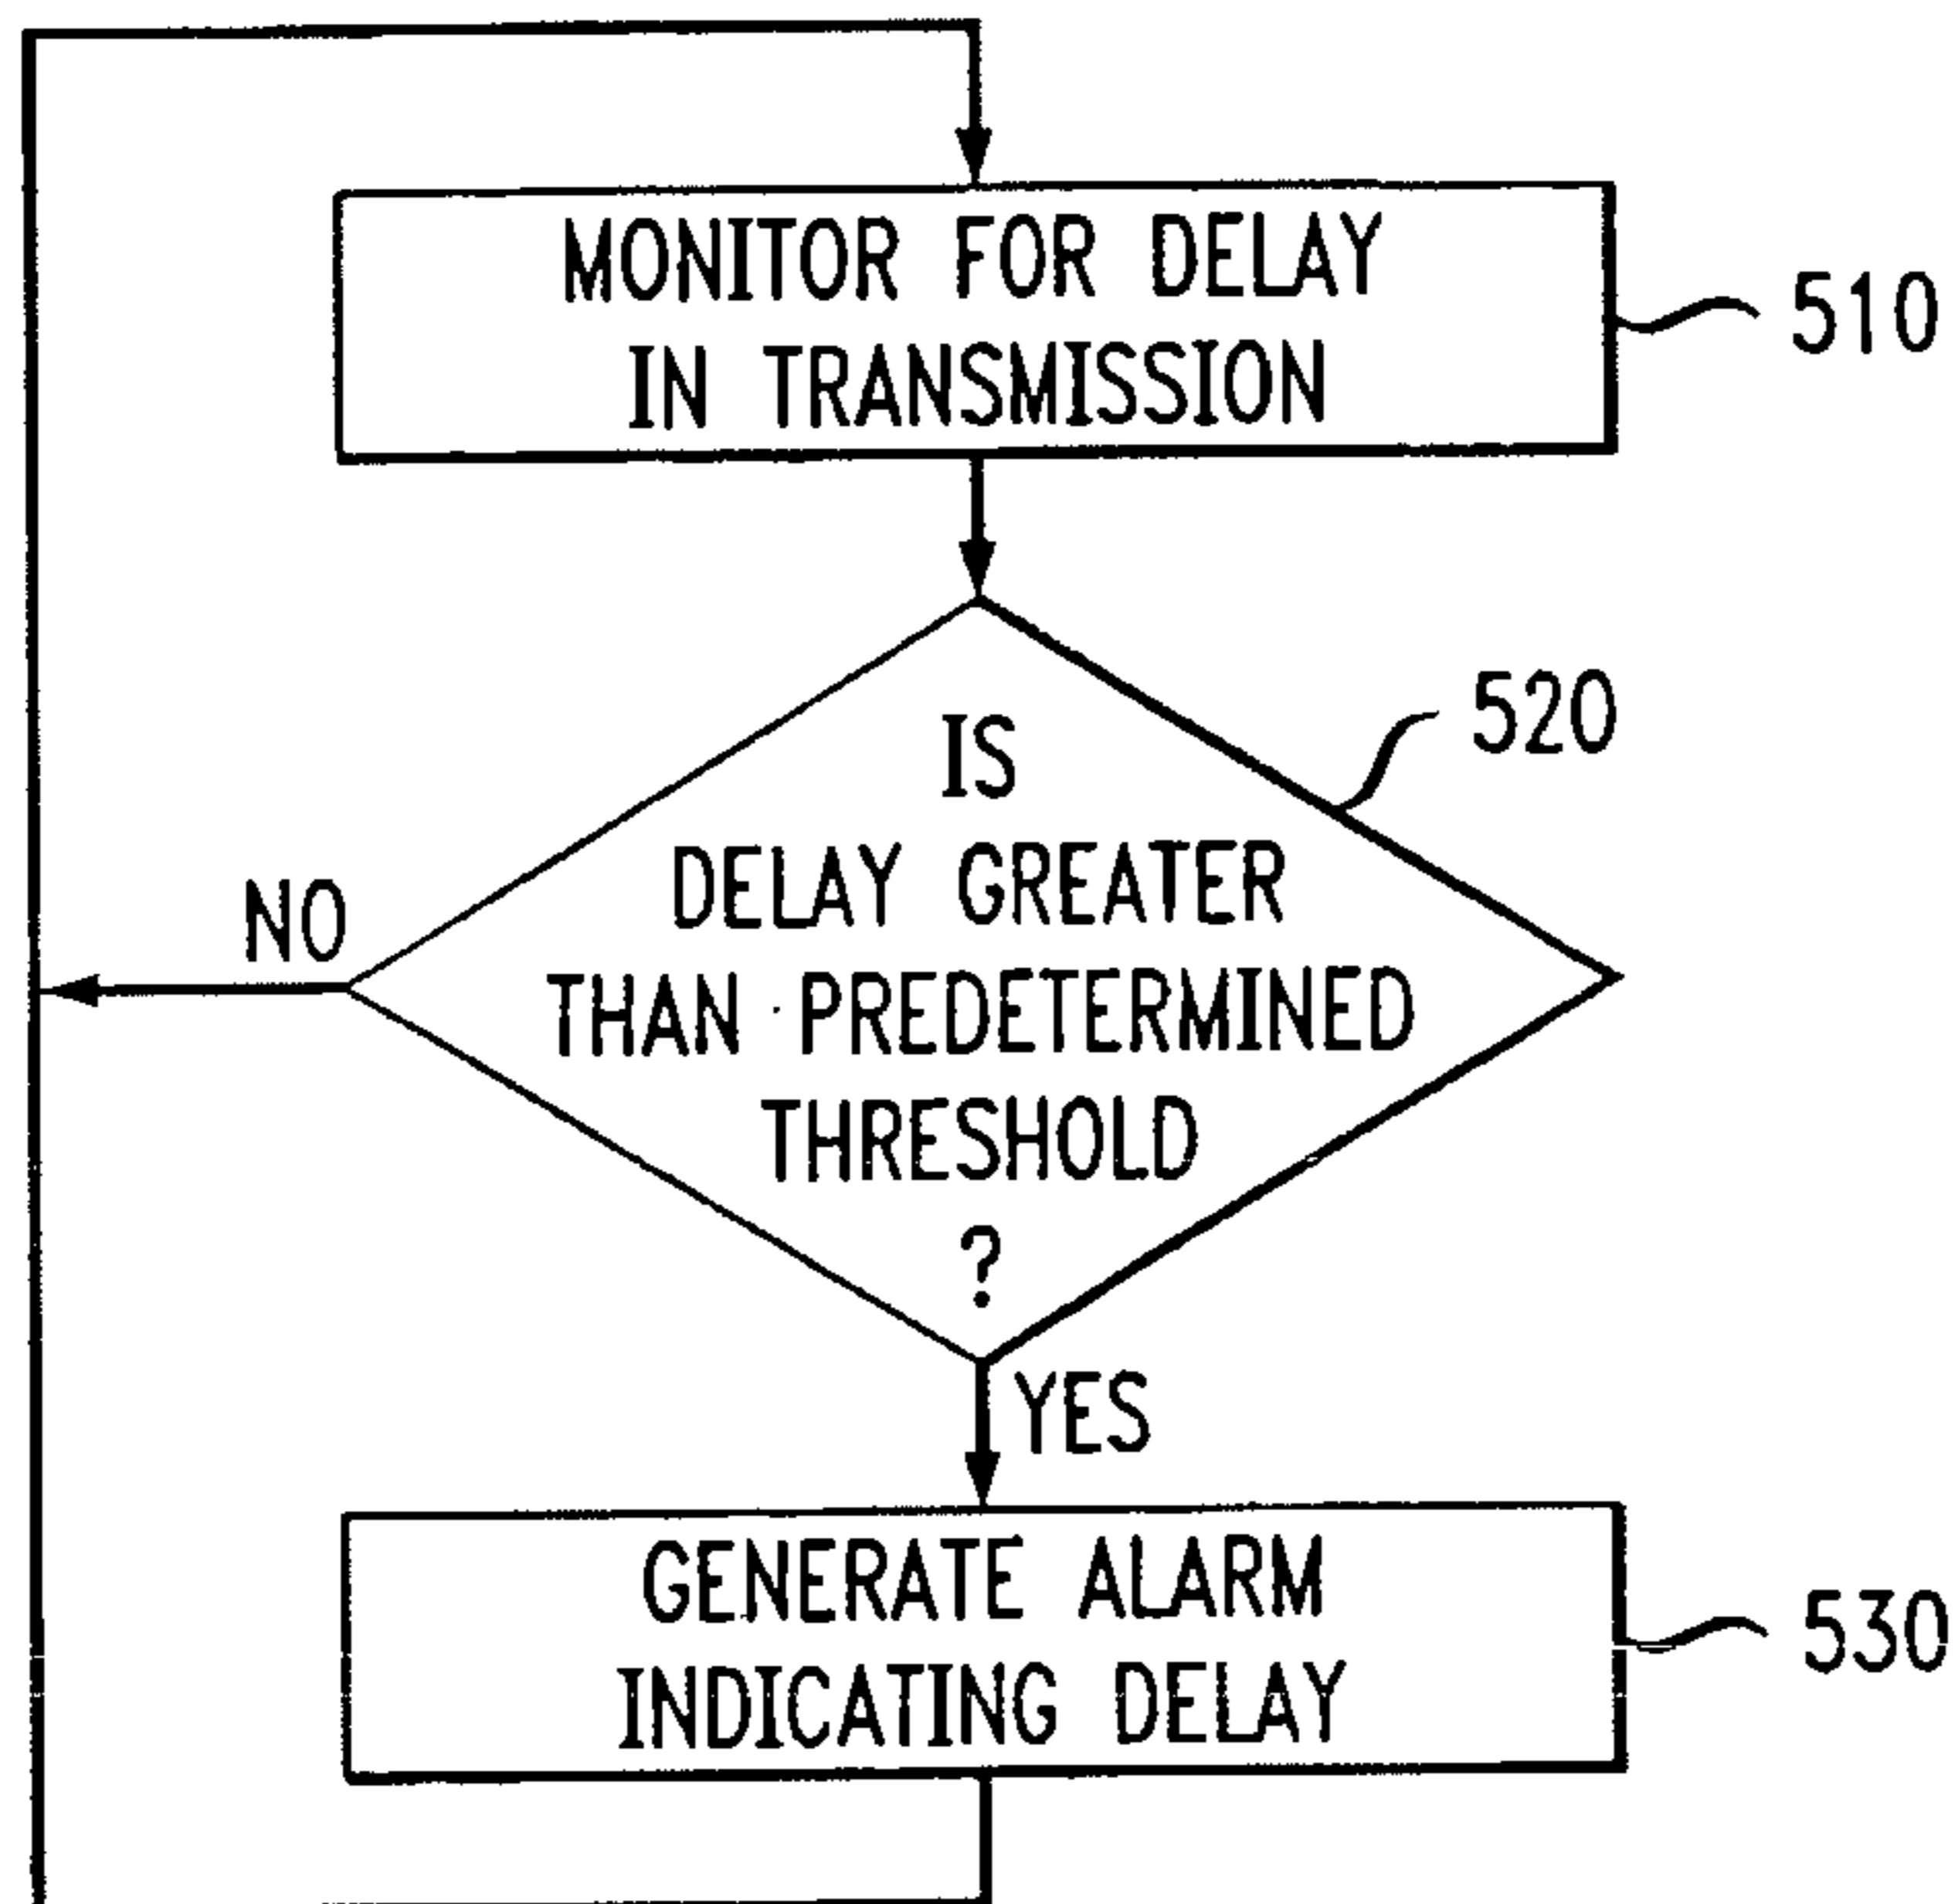 MONITOR FOR DELAY
IN TRANSMISSION
510
520
IS
DELAY GREATER
THAN PREDETERMINED
THRESHOLD
?
NO
YES
GENERATE ALARM
INDICATING DELAY
530